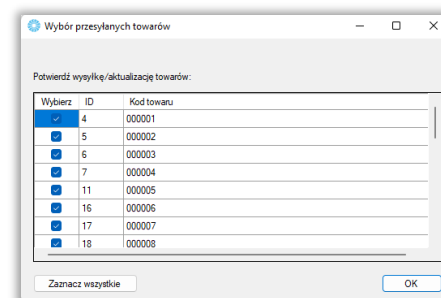 Wybór przesyłanych towarów
Potwierdź wysyłkę/aktualizację towarów:
Wybierz ID Kod towaru
4 000001
5 000002
6 000003
7 000004
11 000005
16 000006
17 000007
18 000008
Zaznacz wszystkie OK